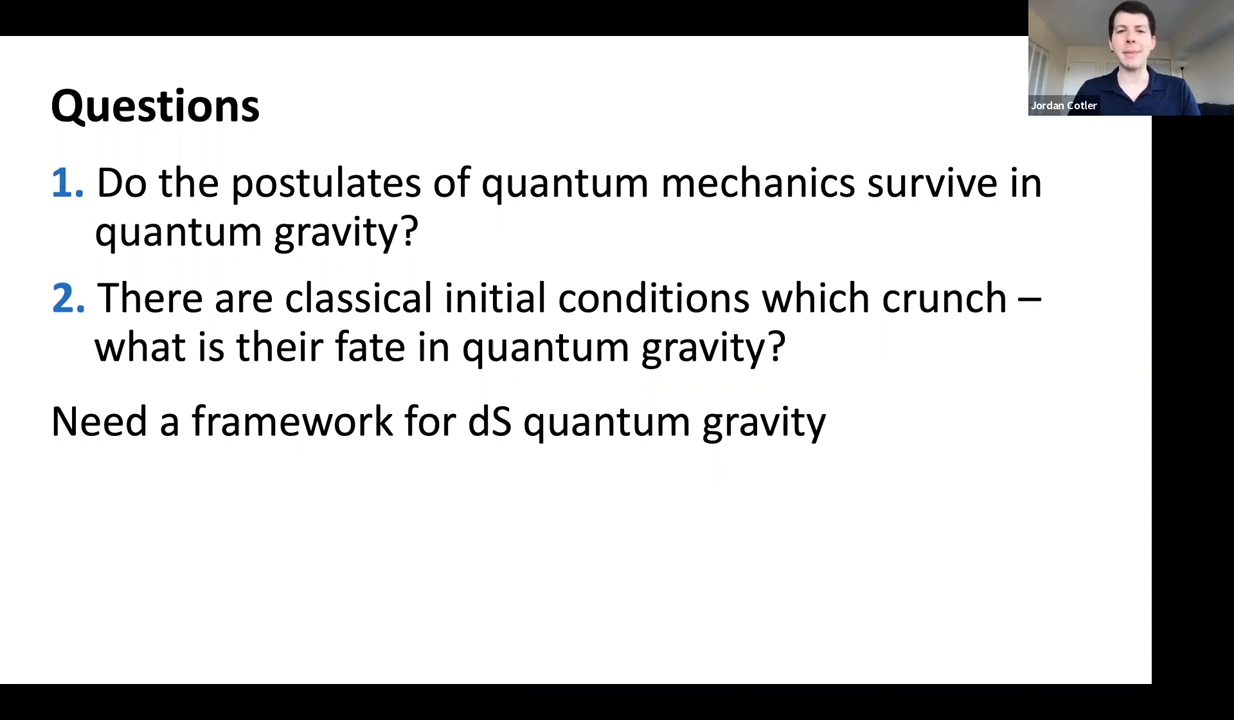 Jordan Cotler
Questions
1. Do the postulates of quantum mechanics survive in
quantum gravity?
2. There are classical initial conditions which crunch –
what is their fate in quantum gravity?
Need a framework for dS quantum gravity